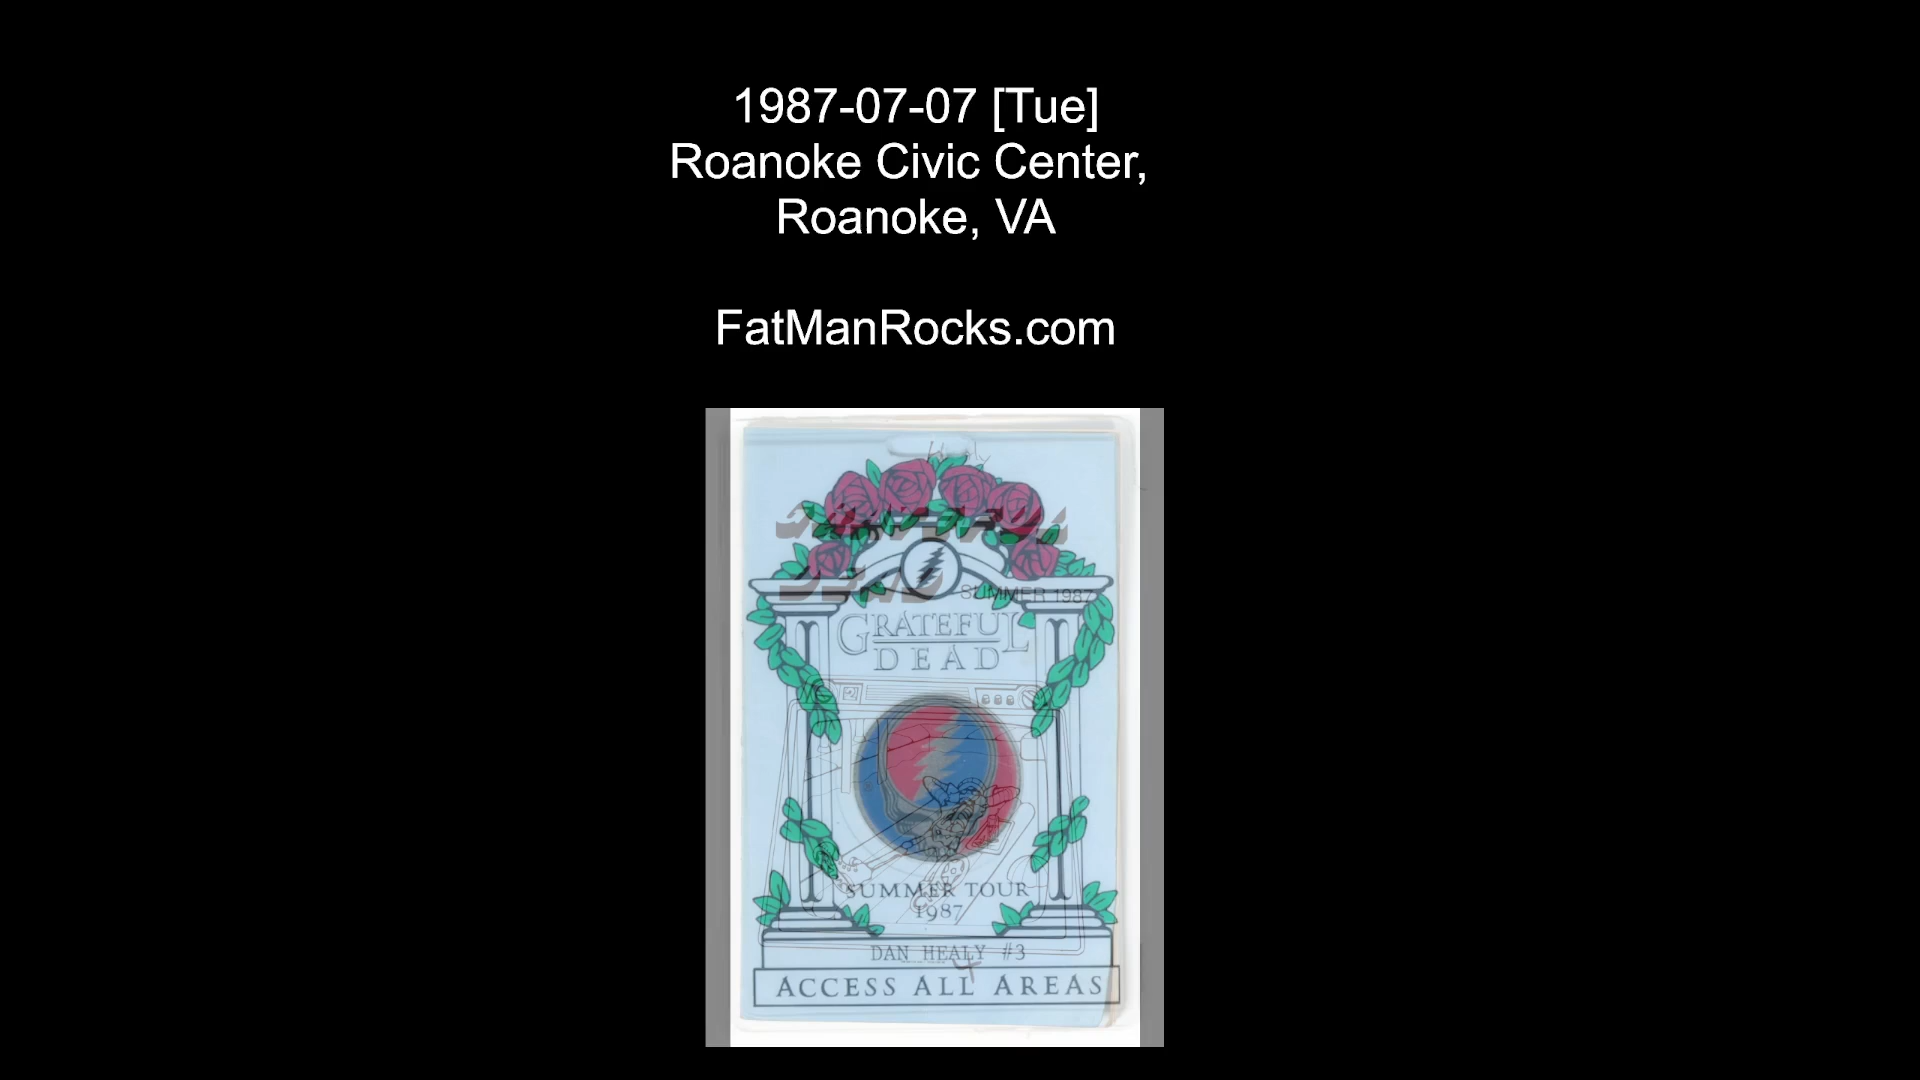 1987-07-07 [Tue]
Roanoke Civic Center,
Roanoke, VA
FatManRocks.com
SUMMER 1987
GRATEFUL
DEAD
SUMMER TOUR
1987
DAN HEALY #3
ACCESS ALL AREAS